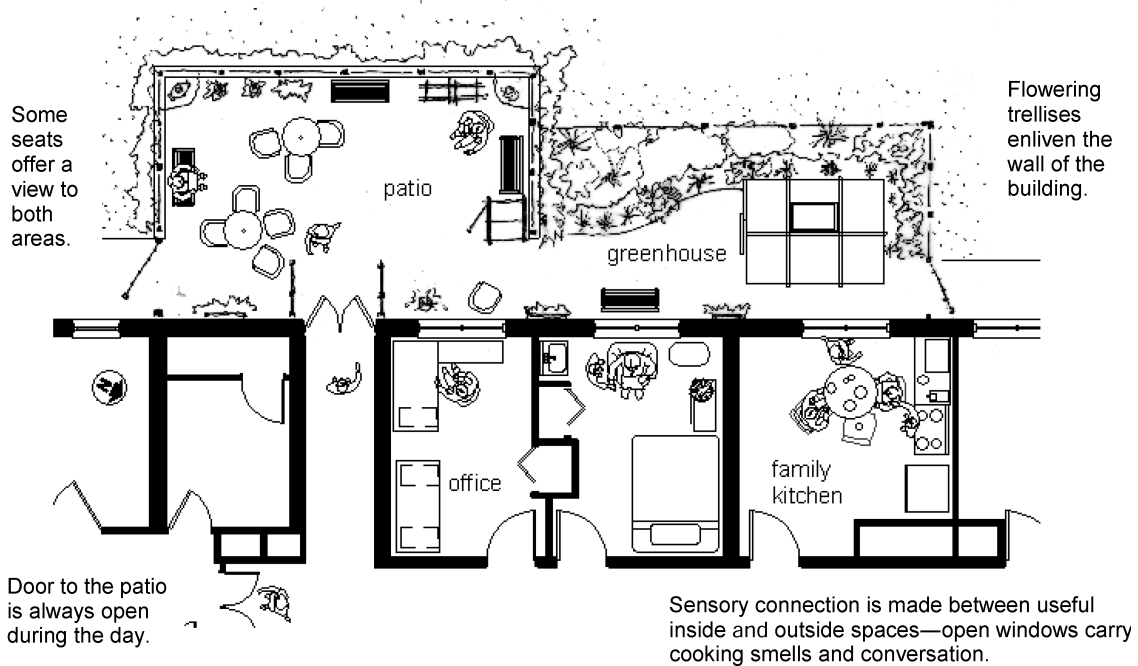 Some
seats
offer a
view to
both
areas.
patio
Flowering
trellises
enliven the
wall of the
building.
greenhouse
N
office
family
kitchen
Door to the patio
is always open
during the day.
Sensory connection is made between useful
inside and outside spaces—open windows carry
cooking smells and conversation.